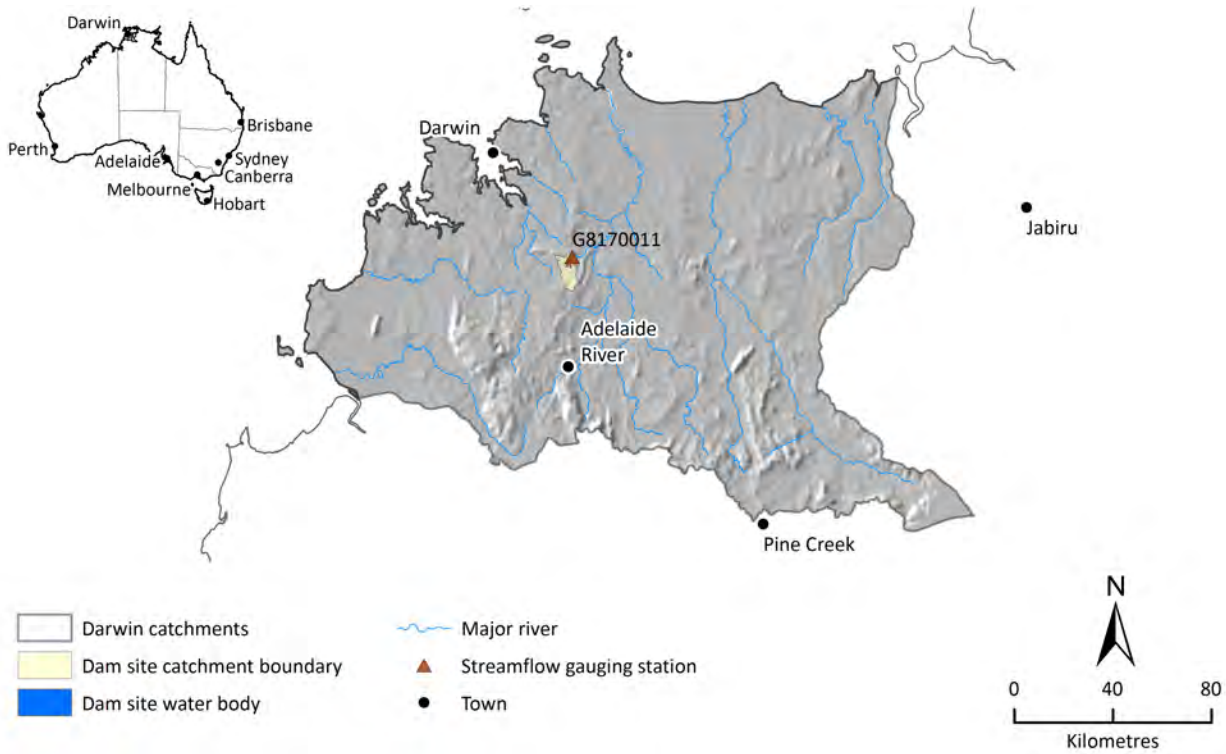 Darwin
Brisbane
Perth
Adelaide
Sydney
Canberra
Melbourne
Hobart
Darwin
Jabiru
G8170011
Adelaide
River
Pine Creek
Darwin catchments
Dam site catchment boundary
Dam site water body
Major river
Streamflow gauging station
Town
N
0 40 80
Kilometres